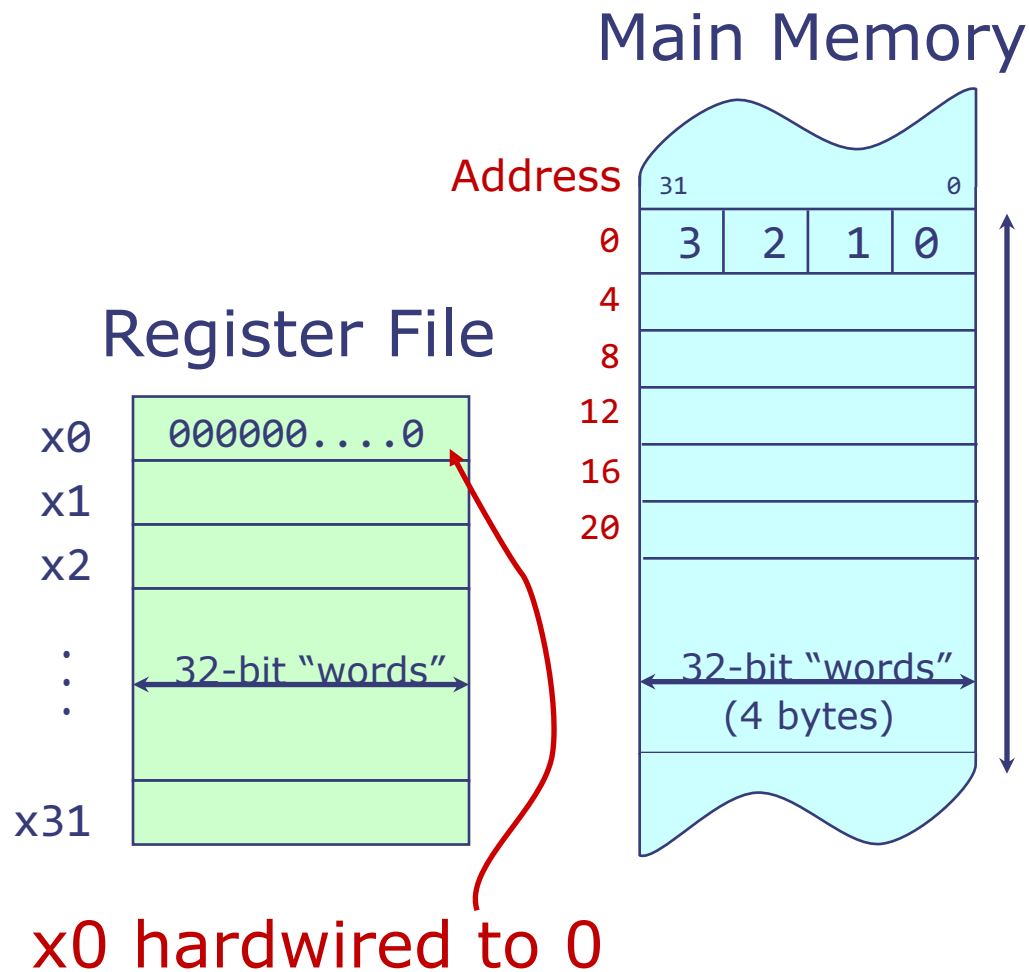 Main Memory
Address
31 0
0 3 2 1 0
4
8
12
16
20
32-bit “words”
(4 bytes)
Register File
x0 000000....0
x1
x2
.
.
.
32-bit “words”
x31
x0 hardwired to 0